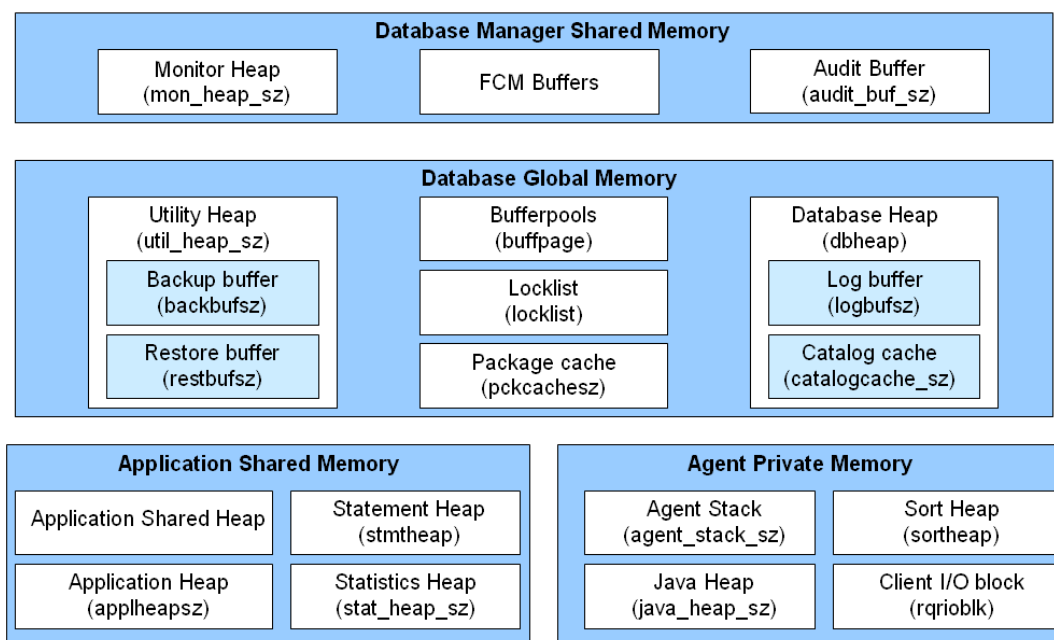 Database Manager Shared Memory
Monitor Heap
(mon_heap_sz)
FCM Buffers
Audit Buffer
(audit_buf_sz)
Database Global Memory
Utility Heap
(util_heap_sz)
Backup buffer
(backbufsz)
Restore buffer
(restbufsz)
Bufferpools
(buffpage)
Locklist
(locklist)
Package cache
(pckcachesz)
Database Heap
(dbheap)
Log buffer
(logbufsz)
Catalog cache
(catalogcache_sz)
Application Shared Memory
Application Shared Heap
Statement Heap
(stmtheap)
Application Heap
(applheapsz)
Statistics Heap
(stat_heap_sz)
Agent Private Memory
Agent Stack
(agent_stack_sz)
Sort Heap
(sortheap)
Java Heap
(java_heap_sz)
Client I/O block
(rqrioblk)